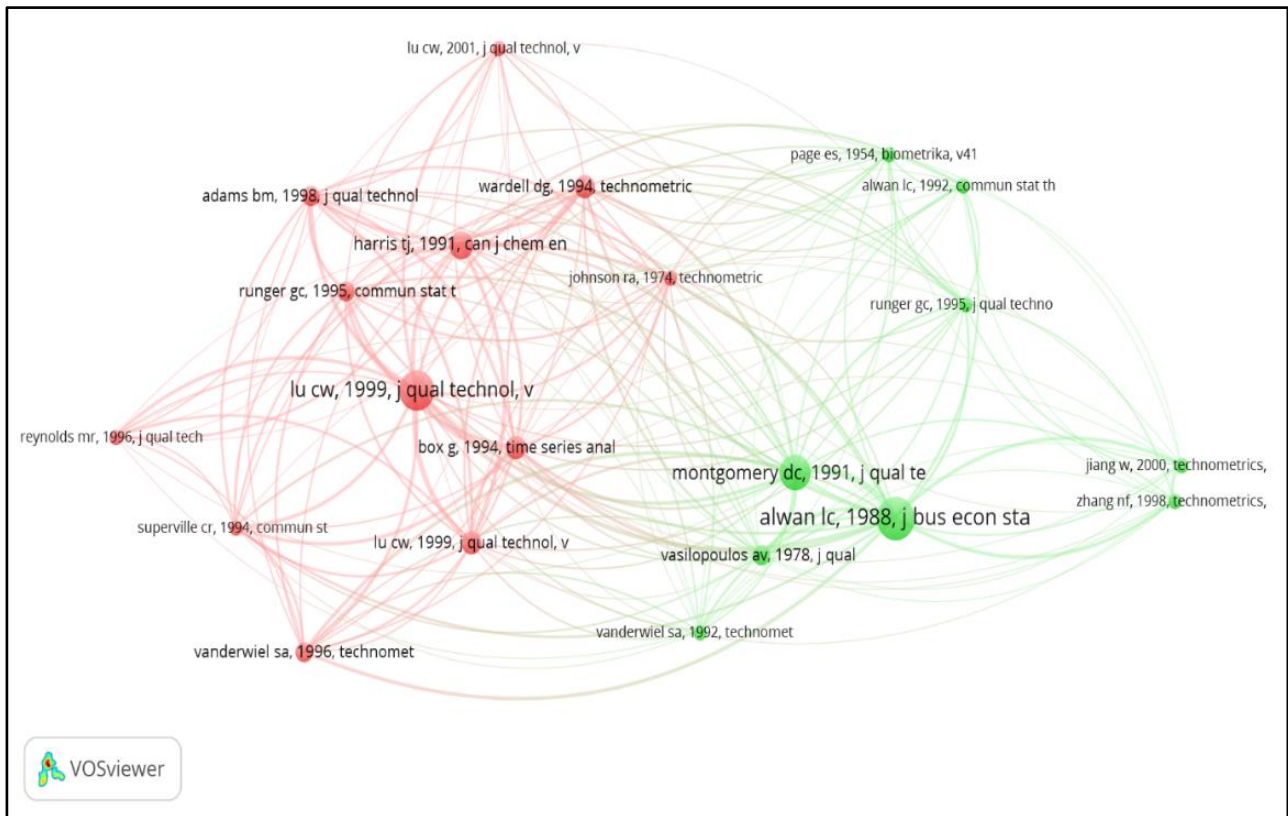 lu cw, 2001, j qual technol, v
page es, 1954, biometrika, v41
alwan lc, 1992, commun stat th
wardell dg, 1994, technometric
adams bm, 1998, j qual technol
harris tj, 1991, can j chem en
johnson ra, 1974, technometric
runger gc, 1995, commun stat t
runger gc, 1995, j qual techno
lu cw, 1999, j qual technol, v
reynolds mr, 1996, j qual tech
box g, 1994, time series anal
montgomery dc, 1991, j qual te
jiang w, 2000, technometrics,
zhang nf, 1998, technometrics,
alwan lc, 1988, j bus econ sta
superville cr, 1994, commun st
lu cw, 1999, j qual technol, v
vasilopoulos av, 1978, j qual
vanderwiel sa, 1992, technomet
vanderwiel sa, 1996, technomet
VOSviewer